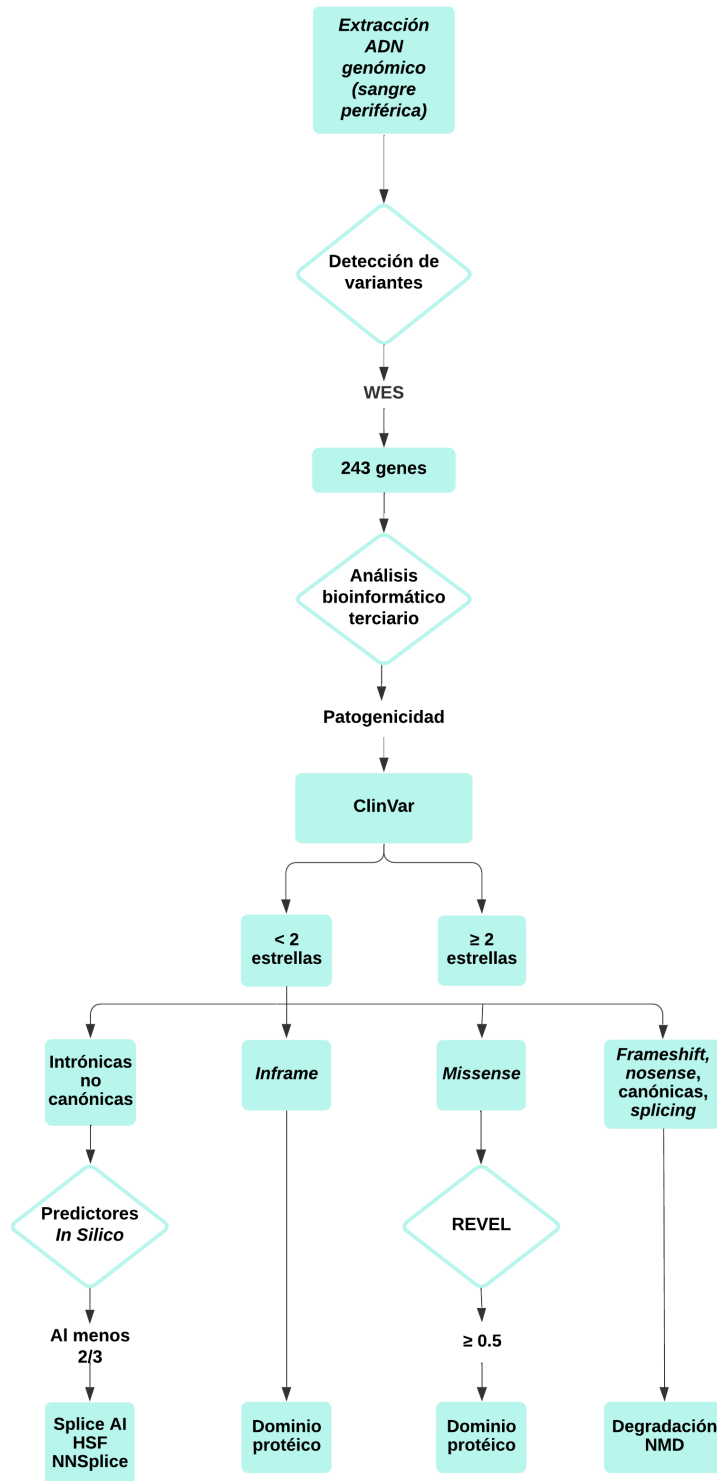 Extracción
ADN
genómico
(sangre
periférica)
Detección de
variantes
WES
243 genes
Análisis
bioinformático
terciario
Patogenicidad
ClinVar
< 2
estrellas
≥ 2
estrellas
Intrónicas
no
canónicas
Inframe
Missense
Frameshift,
nosense,
canónicas,
splicing
Predictores
In Silico
REVEL
Al menos
2/3
≥ 0.5
Splice AI
HSF
NNSplice
Dominio
protéico
Dominio
protéico
Degradación
NMD